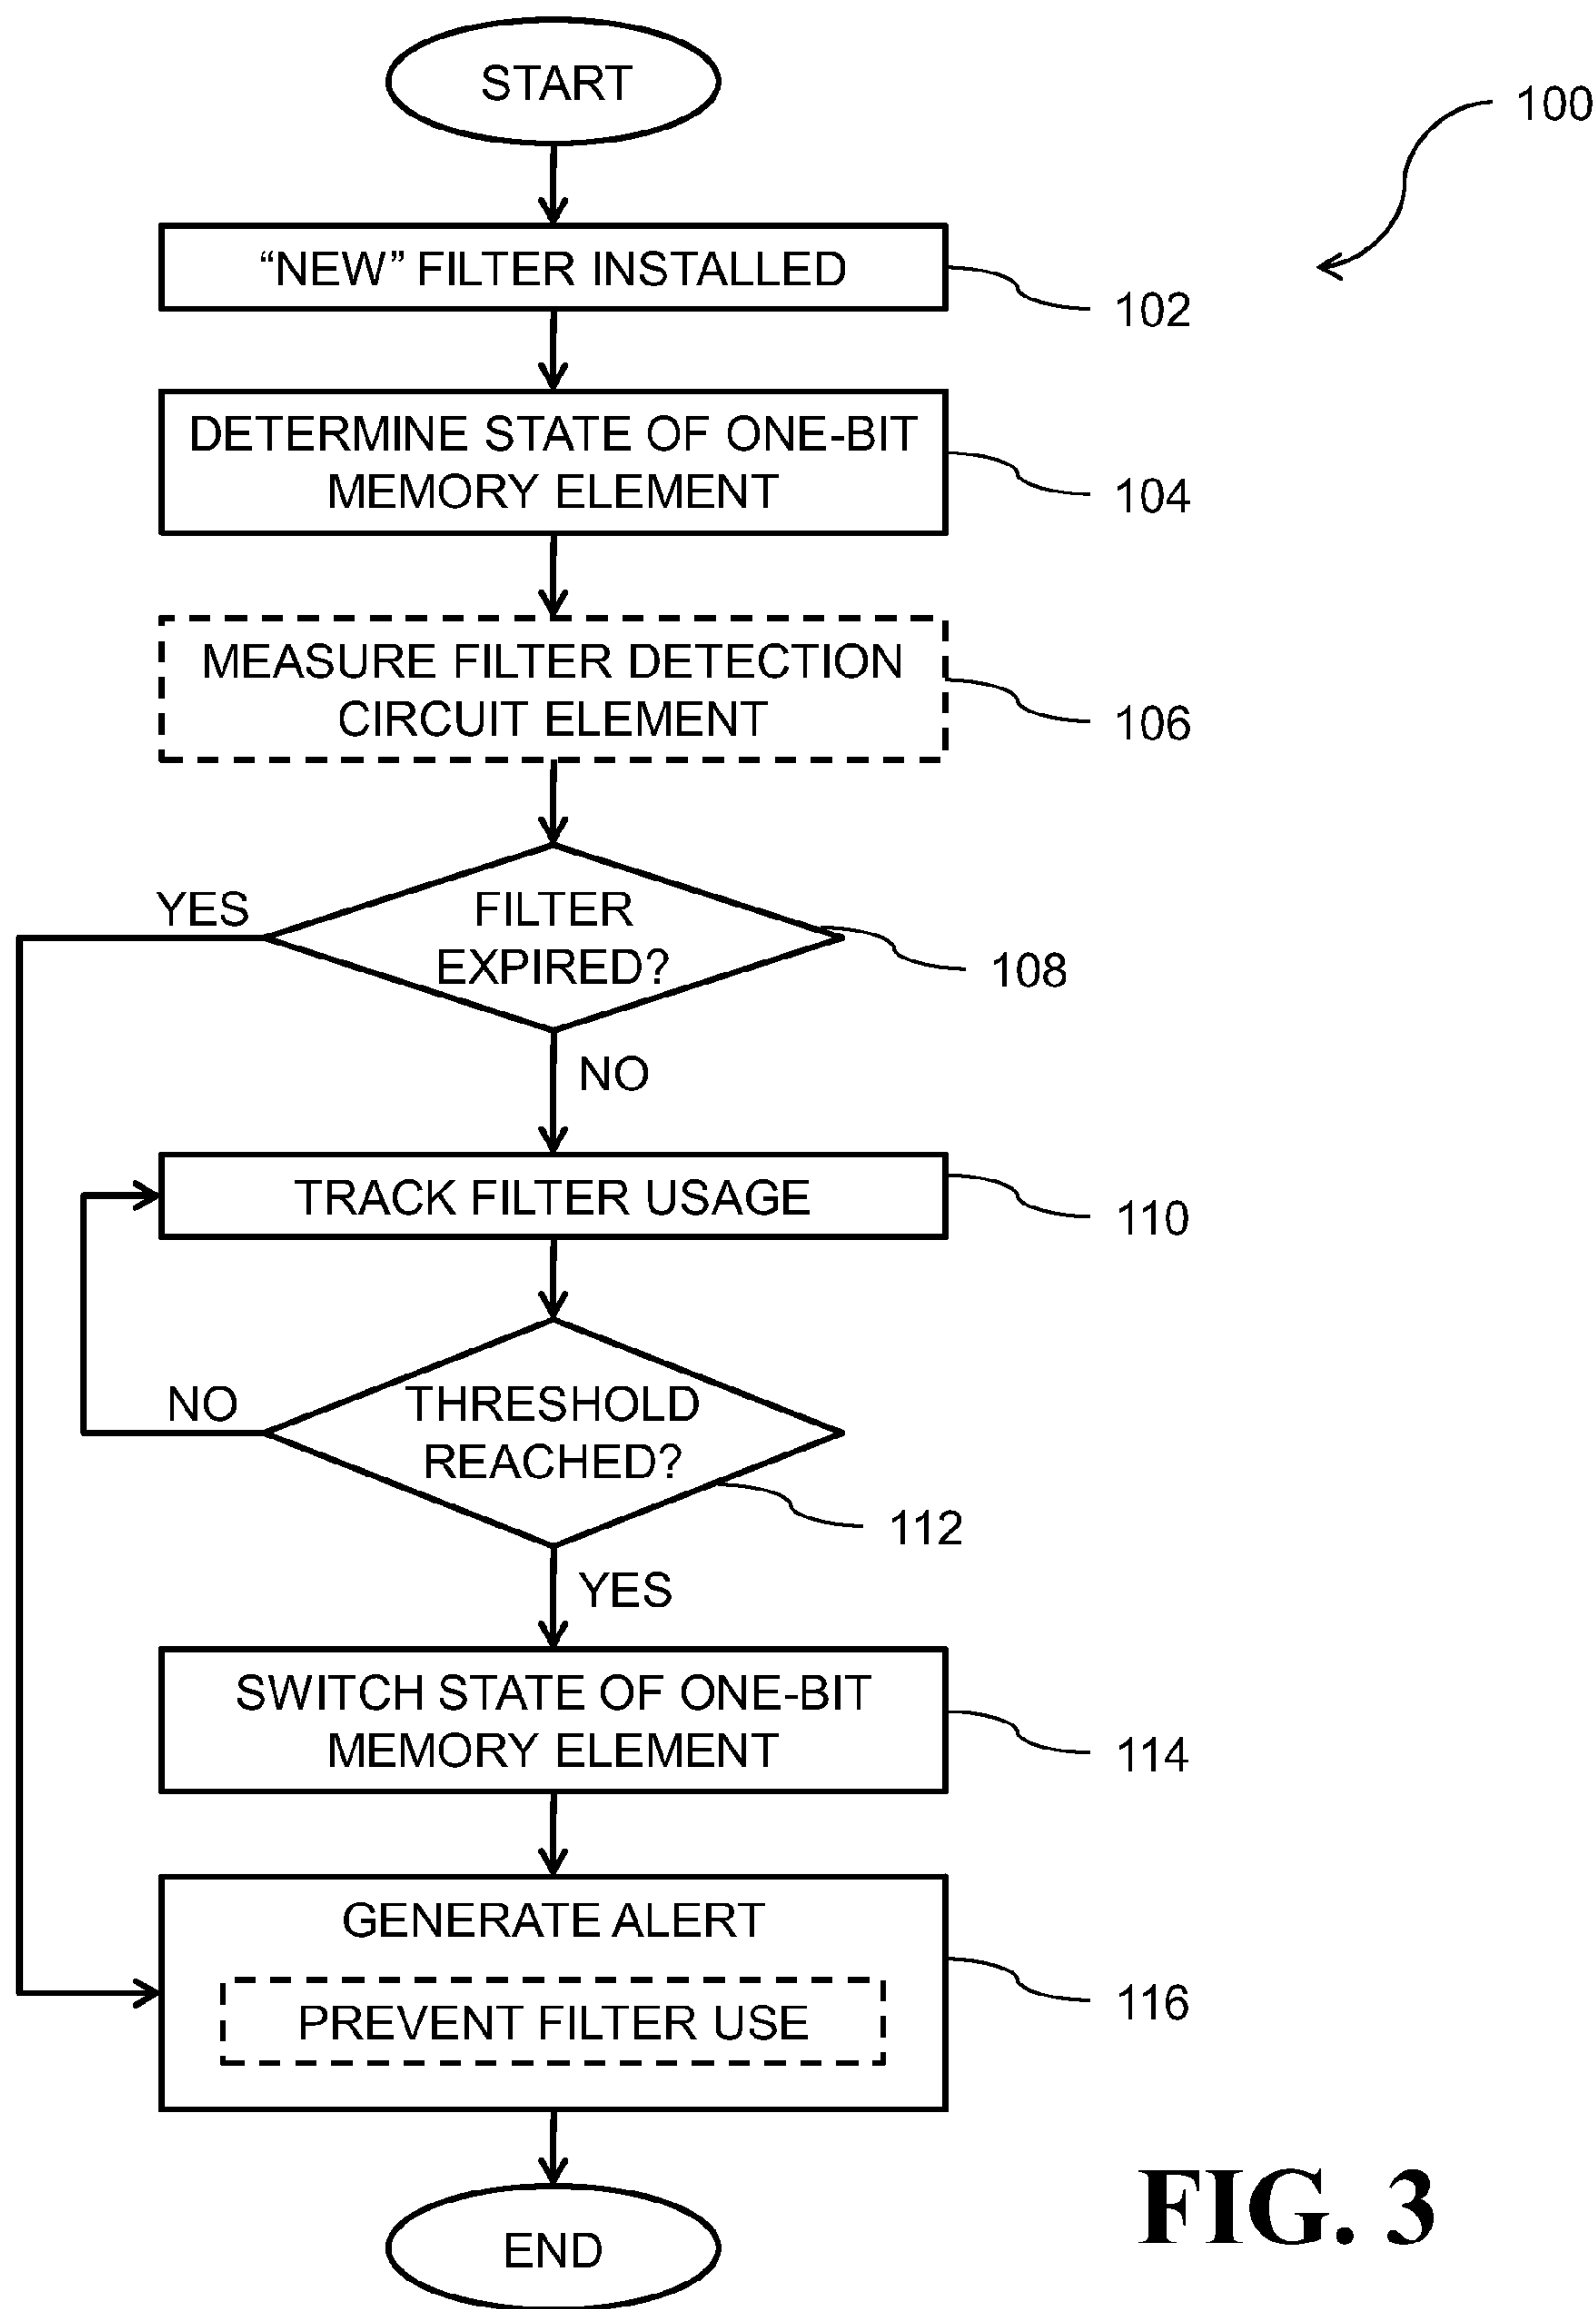 START
100
“NEW” FILTER INSTALLED
102
DETERMINE STATE OF ONE-BIT
MEMORY ELEMENT
104
MEASURE FILTER DETECTION
CIRCUIT ELEMENT
106
YES
FILTER
EXPIRED?
108
NO
TRACK FILTER USAGE
110
NO
THRESHOLD
REACHED?
112
YES
SWITCH STATE OF ONE-BIT
MEMORY ELEMENT
114
GENERATE ALERT
PREVENT FILTER USE
116
END
FIG. 3